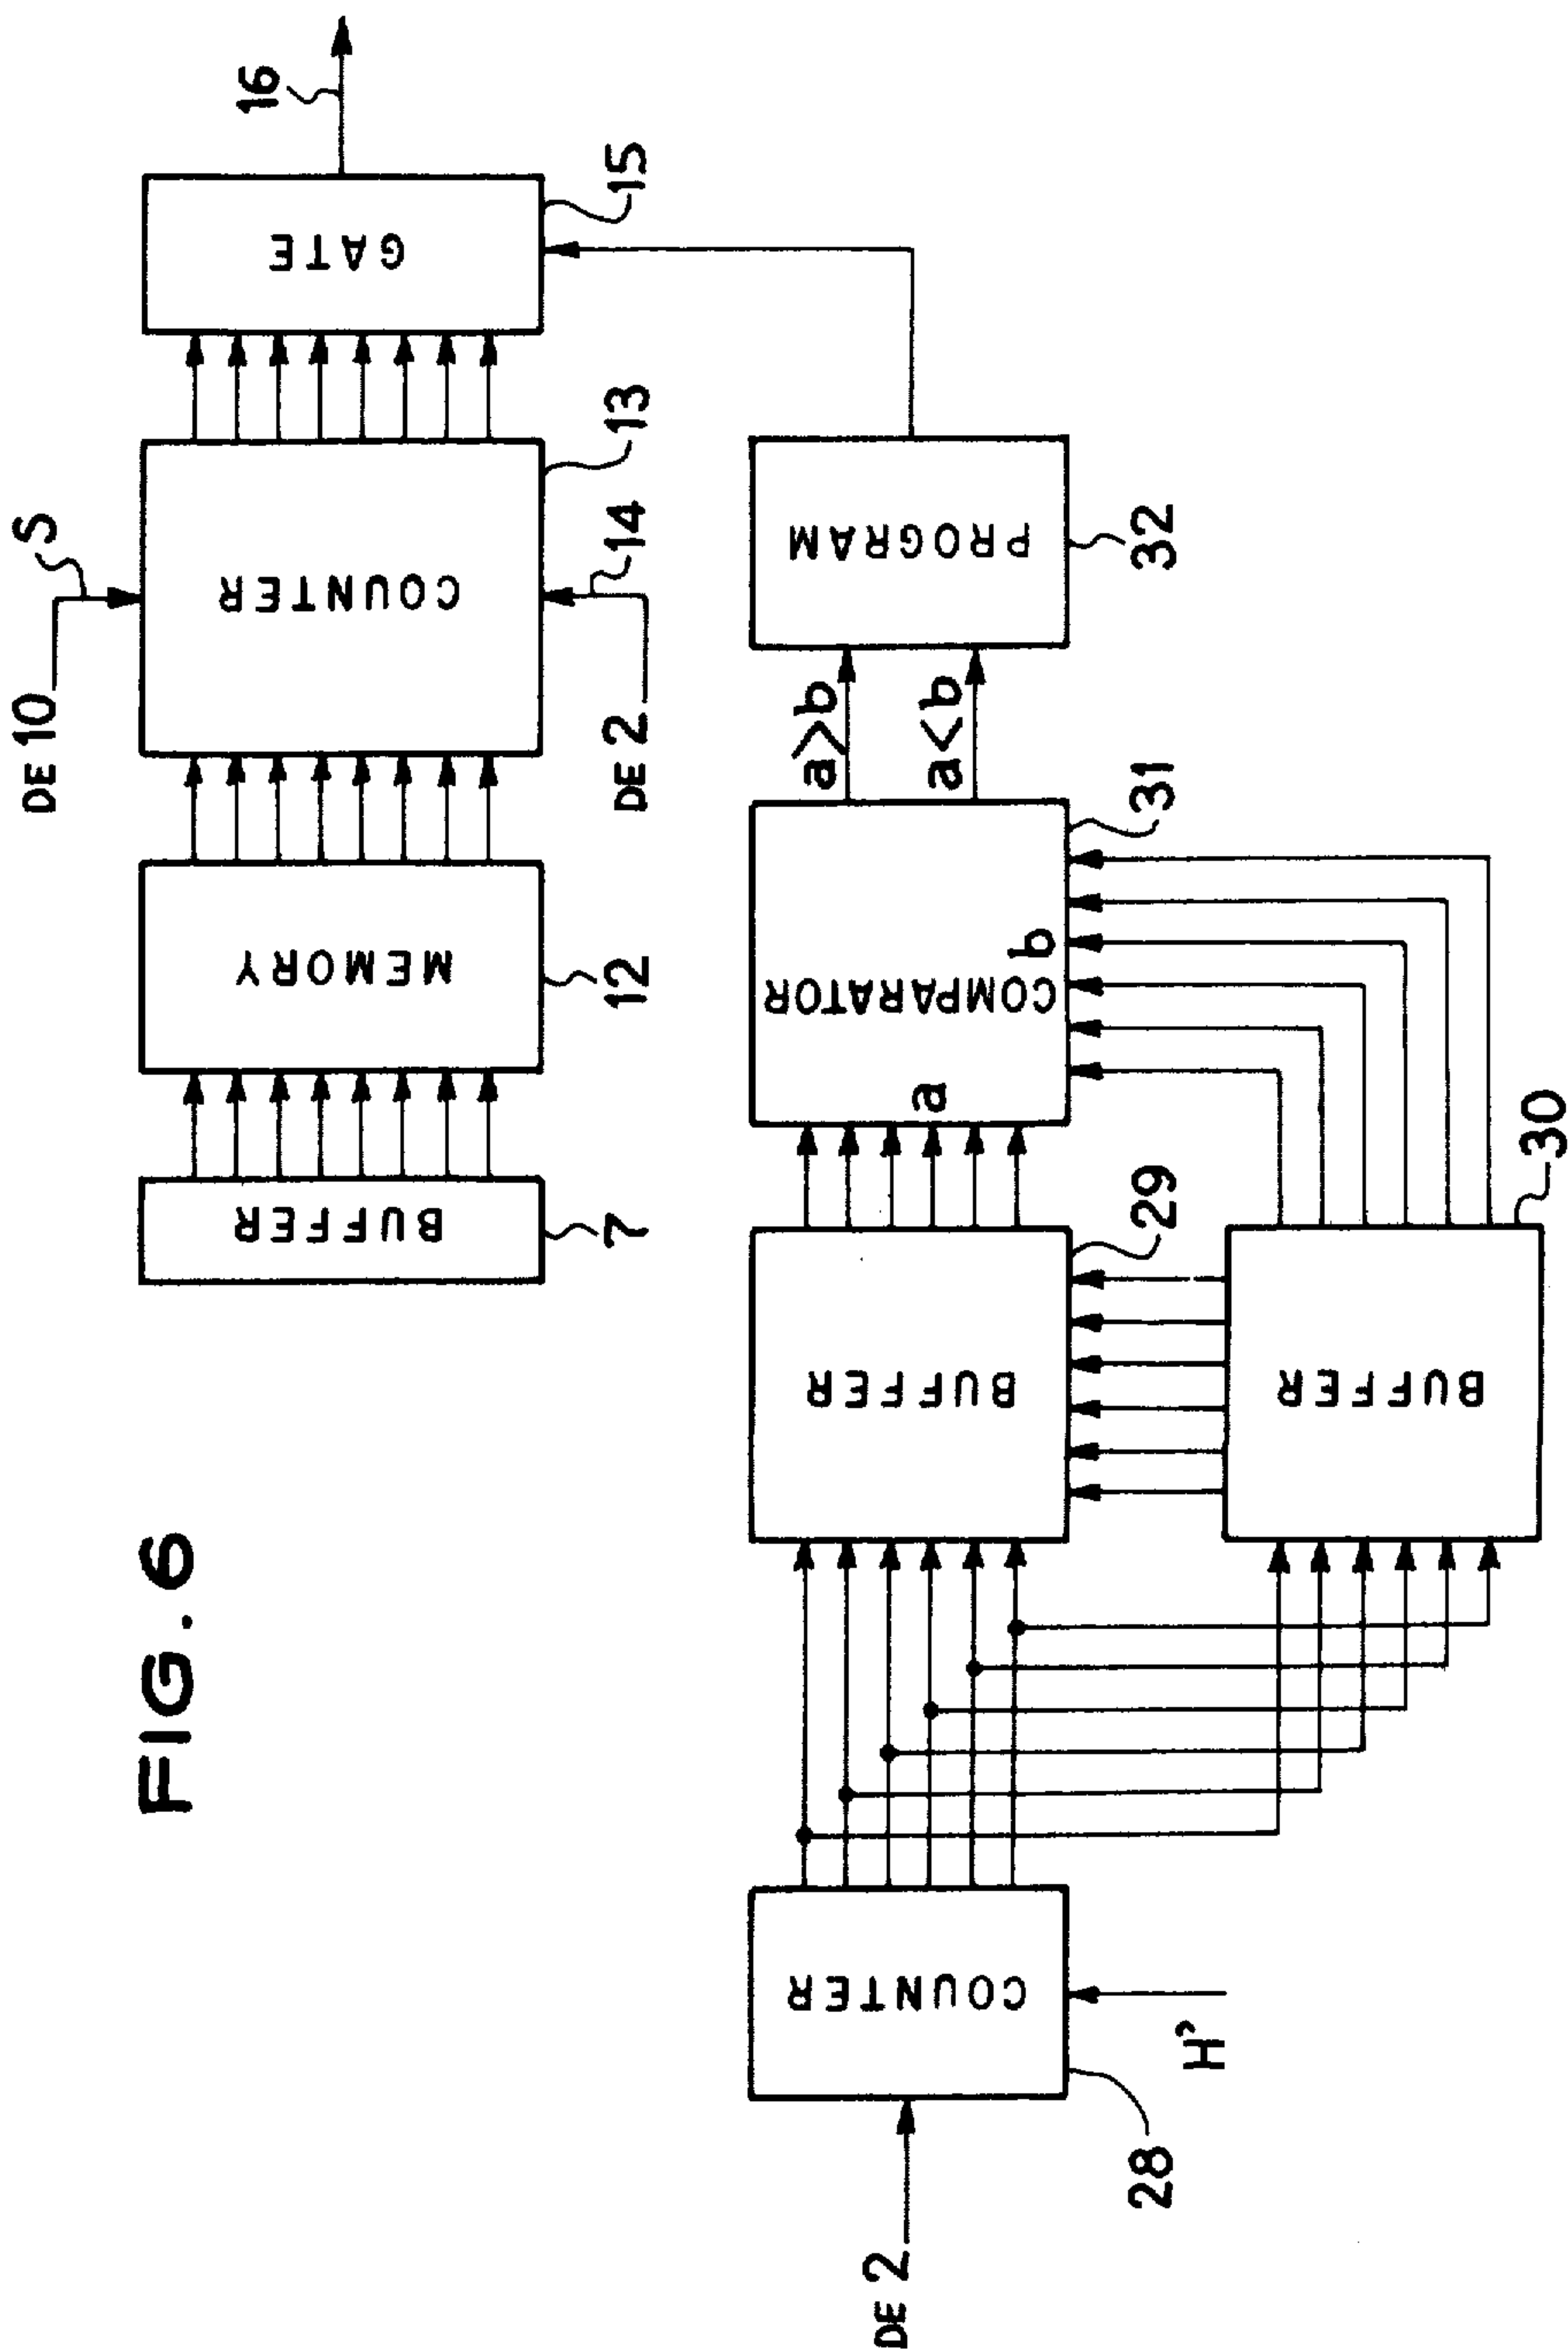 FIG. 6
DE 10
S
BUFFER
7
MEMORY
12
COUNTER
13
DE 2
14
GATE
15
16
DE 2
COUNTER
28
H'
BUFFER
29
BUFFER
30
COMPARATOR
a
b
31
a>b
a<b
PROGRAM
32